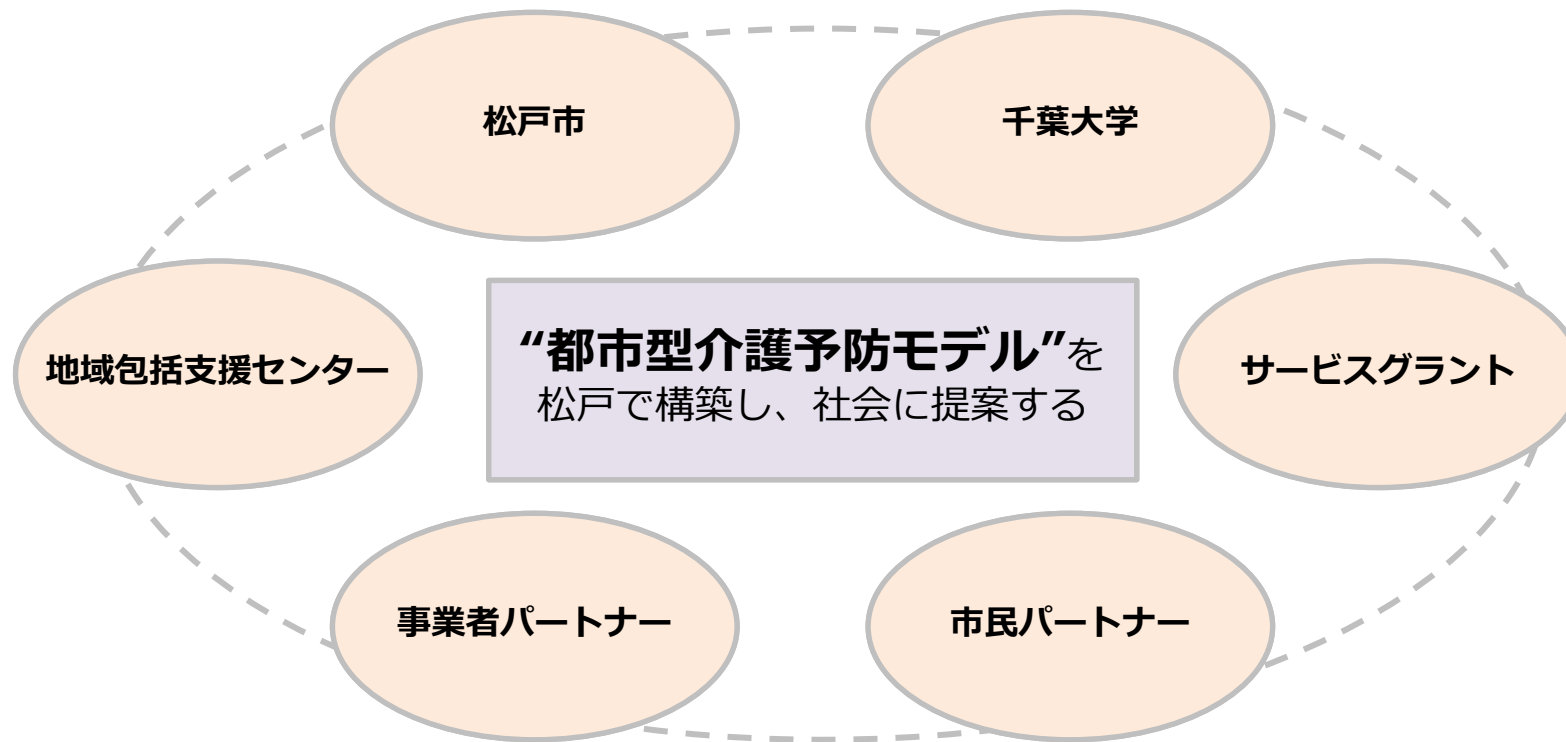 松戸市
千葉大学
地域包括支援センター
“都市型介護予防モデル”を
松戸で構築し、社会に提案する
サービスグラント
事業者パートナー
市民パートナー